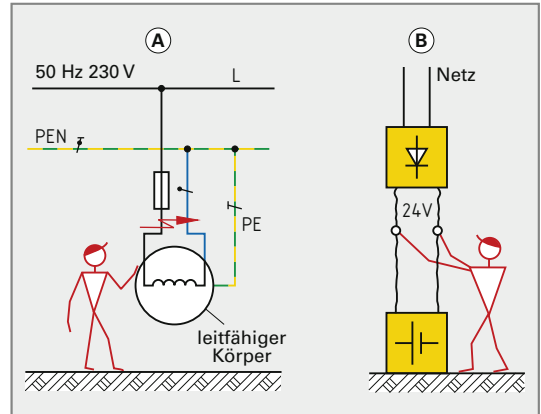 A
50 Hz 230 V
L
PEN
PE
leitfähiger
Körper
B
Netz
24V